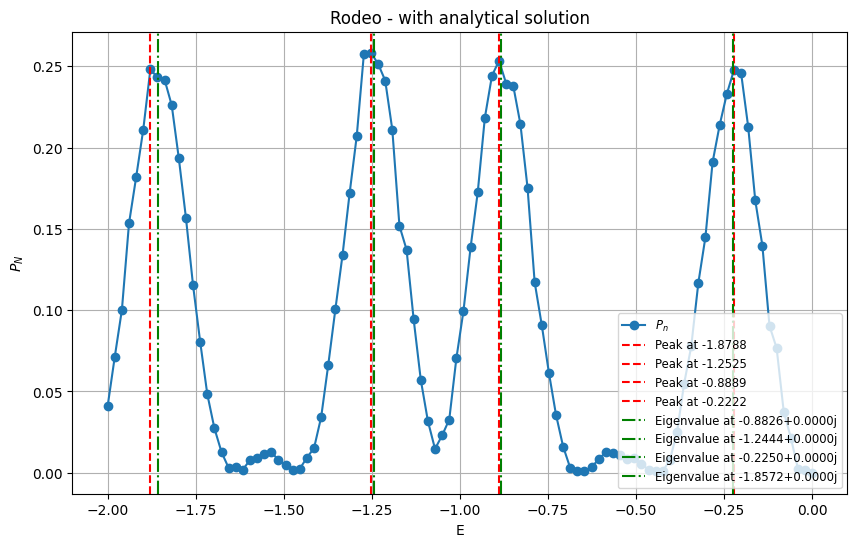 Rodeo - with analytical solution
P_N
0.25
0.20
0.15
0.10
0.05
0.00
−2.00
−1.75
−1.50
−1.25
−1.00
−0.75
−0.50
−0.25
0.00
E
P_n
Peak at -1.8788
Peak at -1.2525
Peak at -0.8889
Peak at -0.2222
Eigenvalue at -0.8826+0.0000j
Eigenvalue at -1.2444+0.0000j
Eigenvalue at -0.2250+0.0000j
Eigenvalue at -1.8572+0.0000j